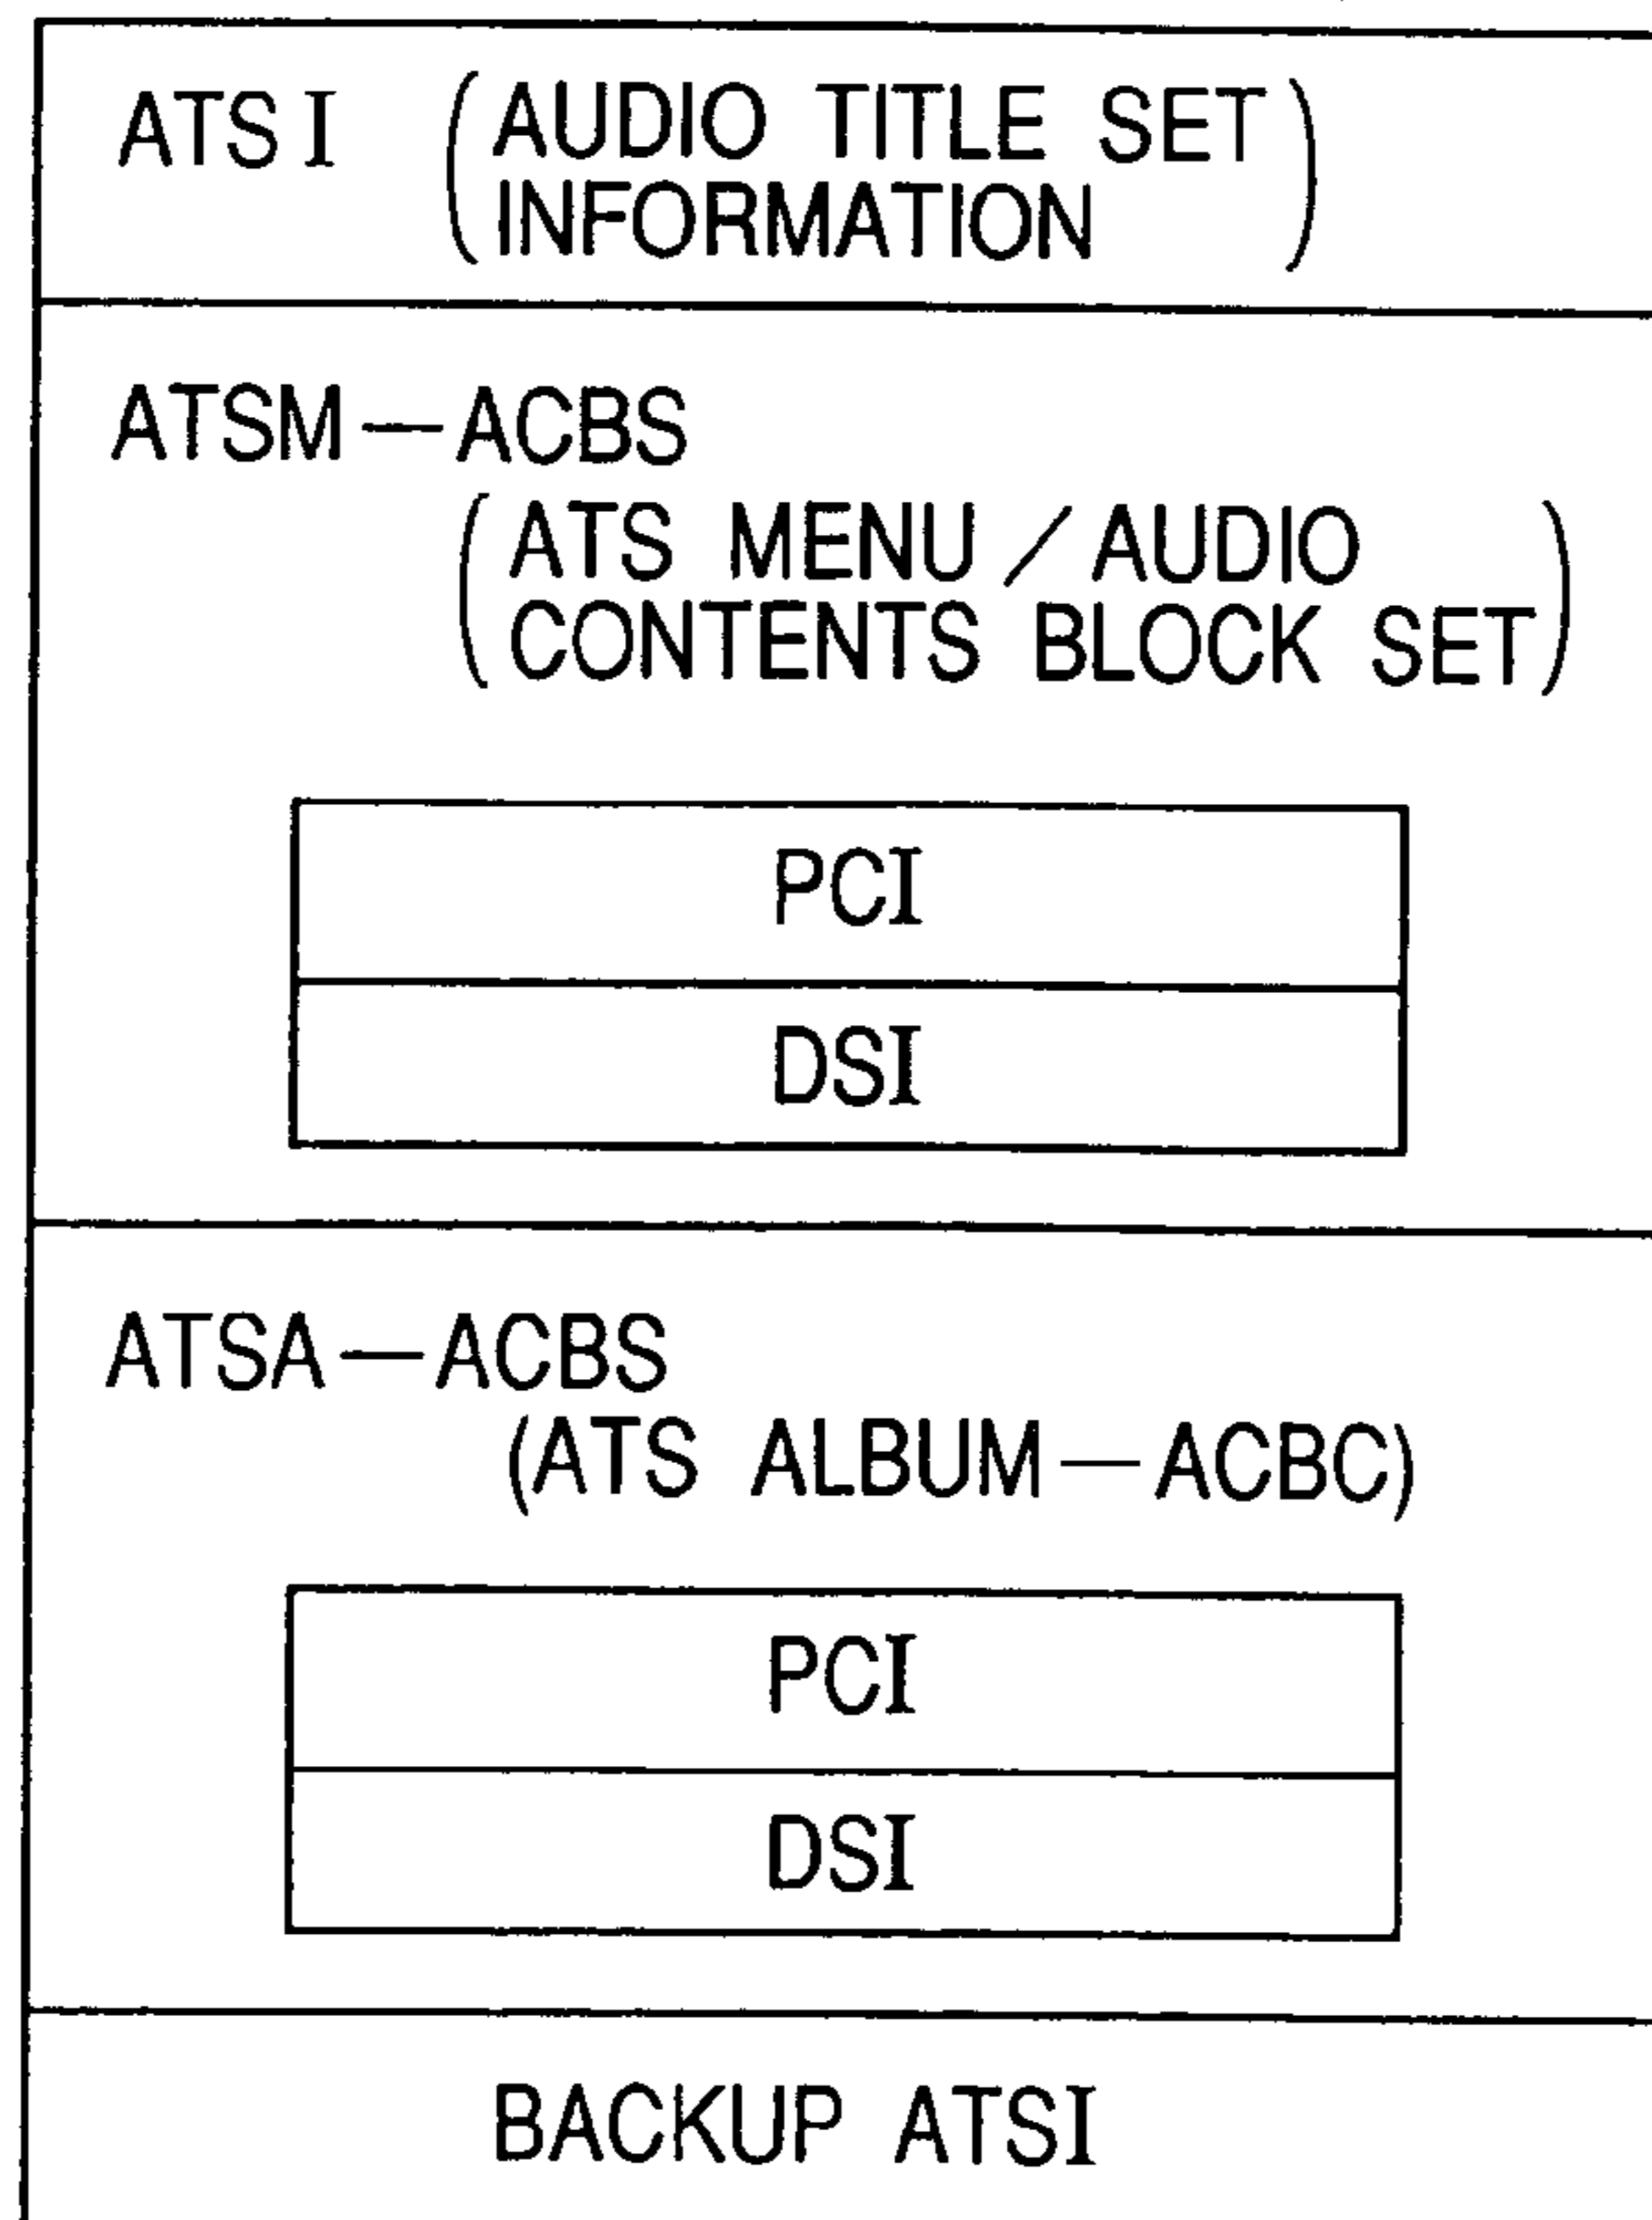 ATSI (AUDIO TITLE SET
INFORMATION)
ATSM—ACBS
(ATS MENU/AUDIO
CONTENTS BLOCK SET)
PCI
DSI
ATSA—ACBS
(ATS ALBUM—ACBC)
PCI
DSI
BACKUP ATSI